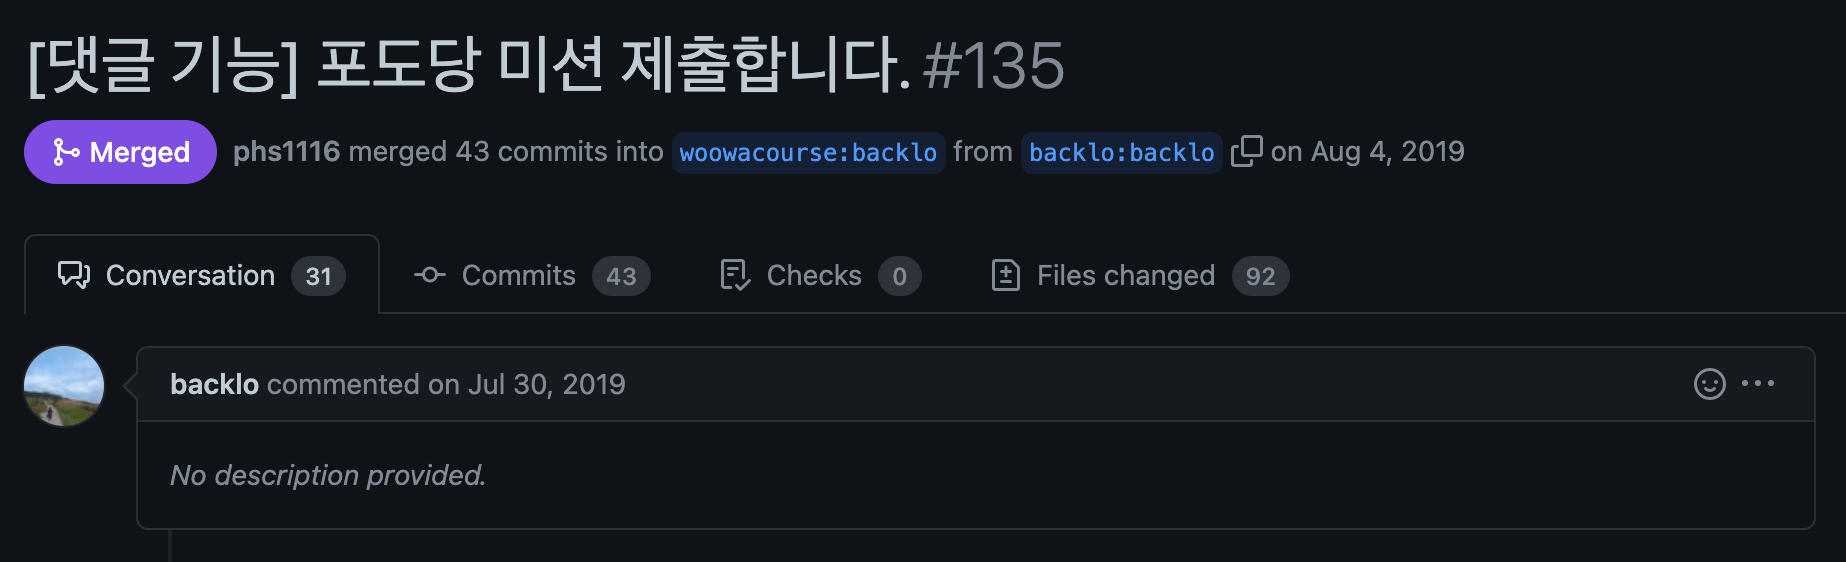 [댓글 기능] 포도당 미션 제출합니다. #135
Merged phs1116 merged 43 commits into woowacourse:backlo from backlo:backlo on Aug 4, 2019
Conversation 31 Commits 43 Checks 0 Files changed 92
backlo commented on Jul 30, 2019
No description provided.